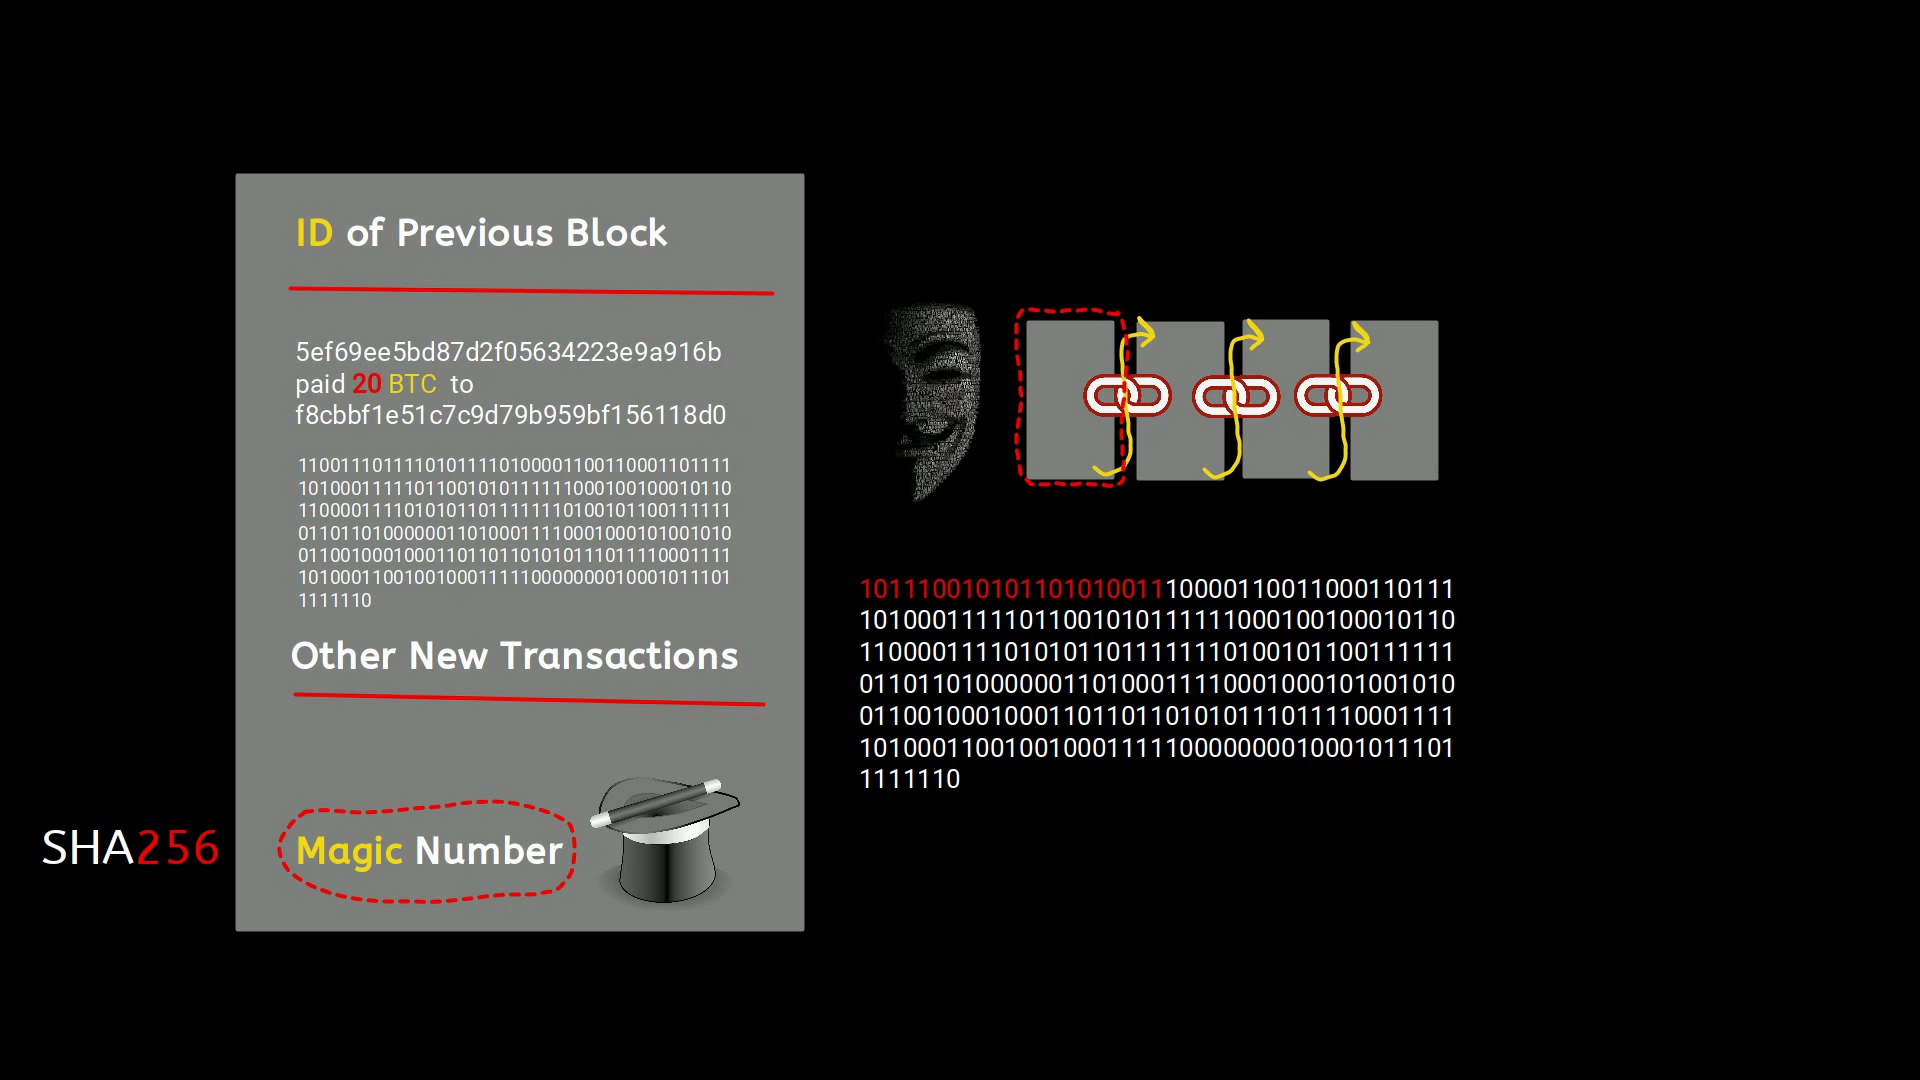 ID of Previous Block
5ef69ee5bd87d2f05634223e9a916b
paid 20 BTC to
f8cbbf1e51c7c9d79b959bf156118d0
11001110111101011110100001100110001101111
10100011111011001010111111000100100010110
11000011110101011011111110100101100111111
01101101000000110100011110001000101001010
01100100010001101101101010111011110001111
10100011001001000111110000000010001011101
1111110
Other New Transactions
Magic Number
SHA256
10111001010110101001110000110011000110111
10100011111011001010111111000100100010110
11000011110101011011111110100101100111111
01101101000000110100011110001000101001010
01100100010001101101101010111011110001111
10100011001001000111110000000010001011101
1111110